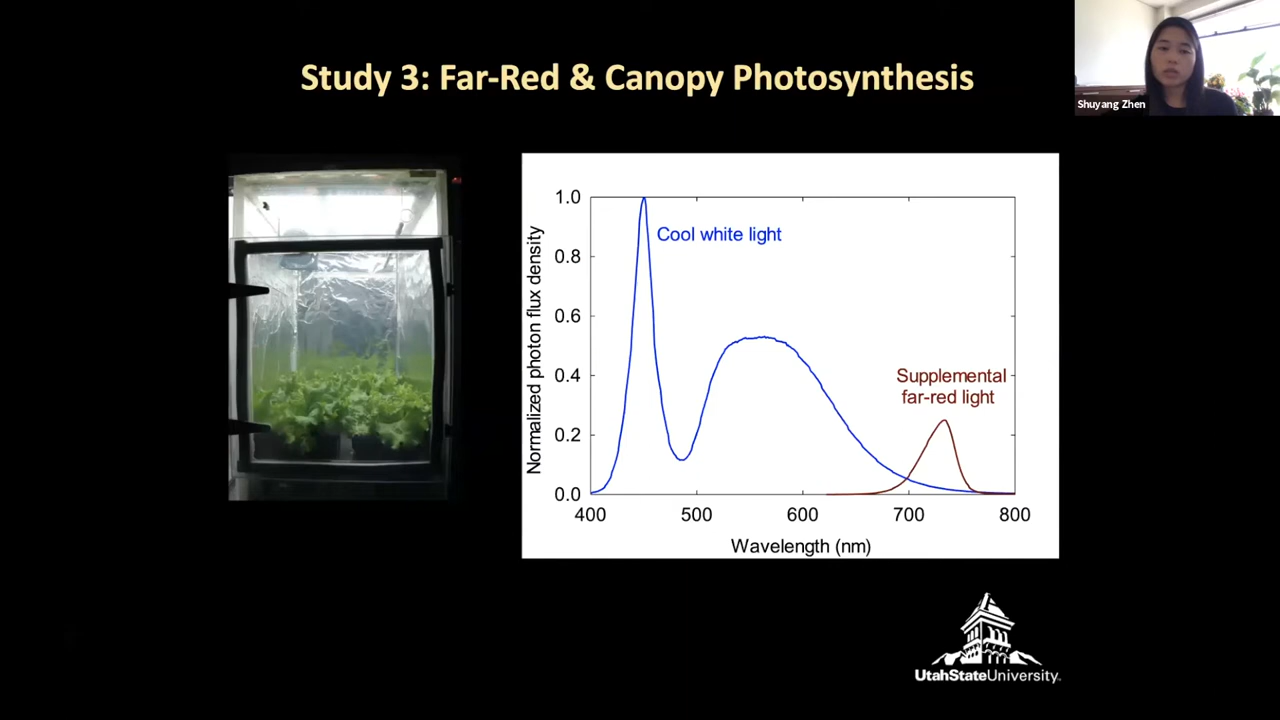 Study 3: Far-Red & Canopy Photosynthesis
Shuyang Zhen
Normalized photon flux density
1.0
0.8
0.6
0.4
0.2
0.0
Cool white light
Supplemental
far-red light
400 500 600 700 800
Wavelength (nm)
UtahStateUniversity.